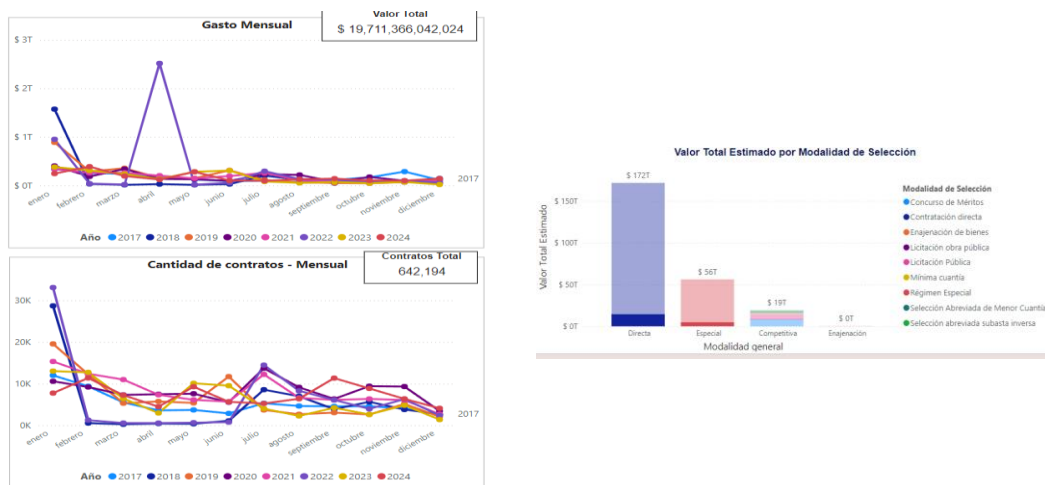 Valor Total
$ 19,711,366,042,024
Gasto Mensual
$ 3T
$ 2T
$ 1T
$ 0T
enero
febrero
marzo
abril
mayo
junio
julio
agosto
septiembre
octubre
noviembre
diciembre
2017
Año 2017 2018 2019 2020 2021 2022 2023 2024
Contratos Total
642,194
Cantidad de contratos - Mensual
30K
20K
10K
0K
enero
febrero
marzo
abril
mayo
junio
julio
agosto
septiembre
octubre
noviembre
diciembre
2017
Año 2017 2018 2019 2020 2021 2022 2023 2024
Valor Total Estimado por Modalidad de Selección
Valor Total Estimado
$ 150T
$ 100T
$ 50T
$ 0T
$ 172T
$ 56T
$ 19T
$ 0T
Directa
Especial
Competitiva
Enajenación
Modalidad general
Modalidad de Selección
Concurso de Méritos
Contratación directa
Enajenación de bienes
Licitación obra pública
Licitación Pública
Mínima cuantía
Régimen Especial
Selección Abreviada de Menor Cuantía
Selección abreviada subasta inversa